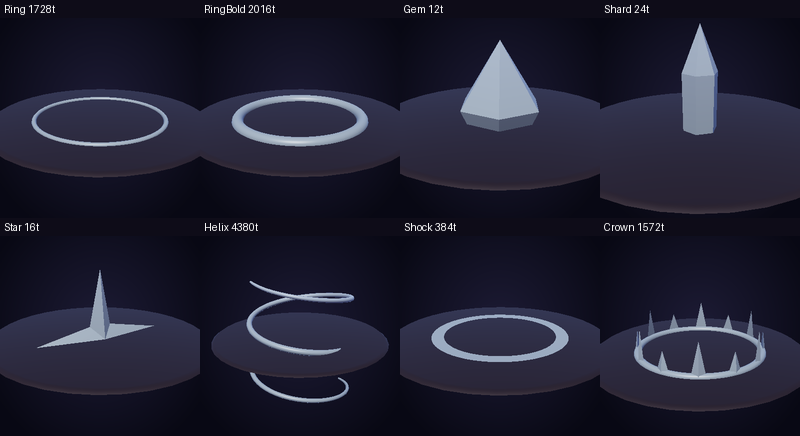 Ring 1728t
RingBold 2016t
Gem 12t
Shard 24t
Star 16t
Helix 4380t
Shock 384t
Crown 1572t